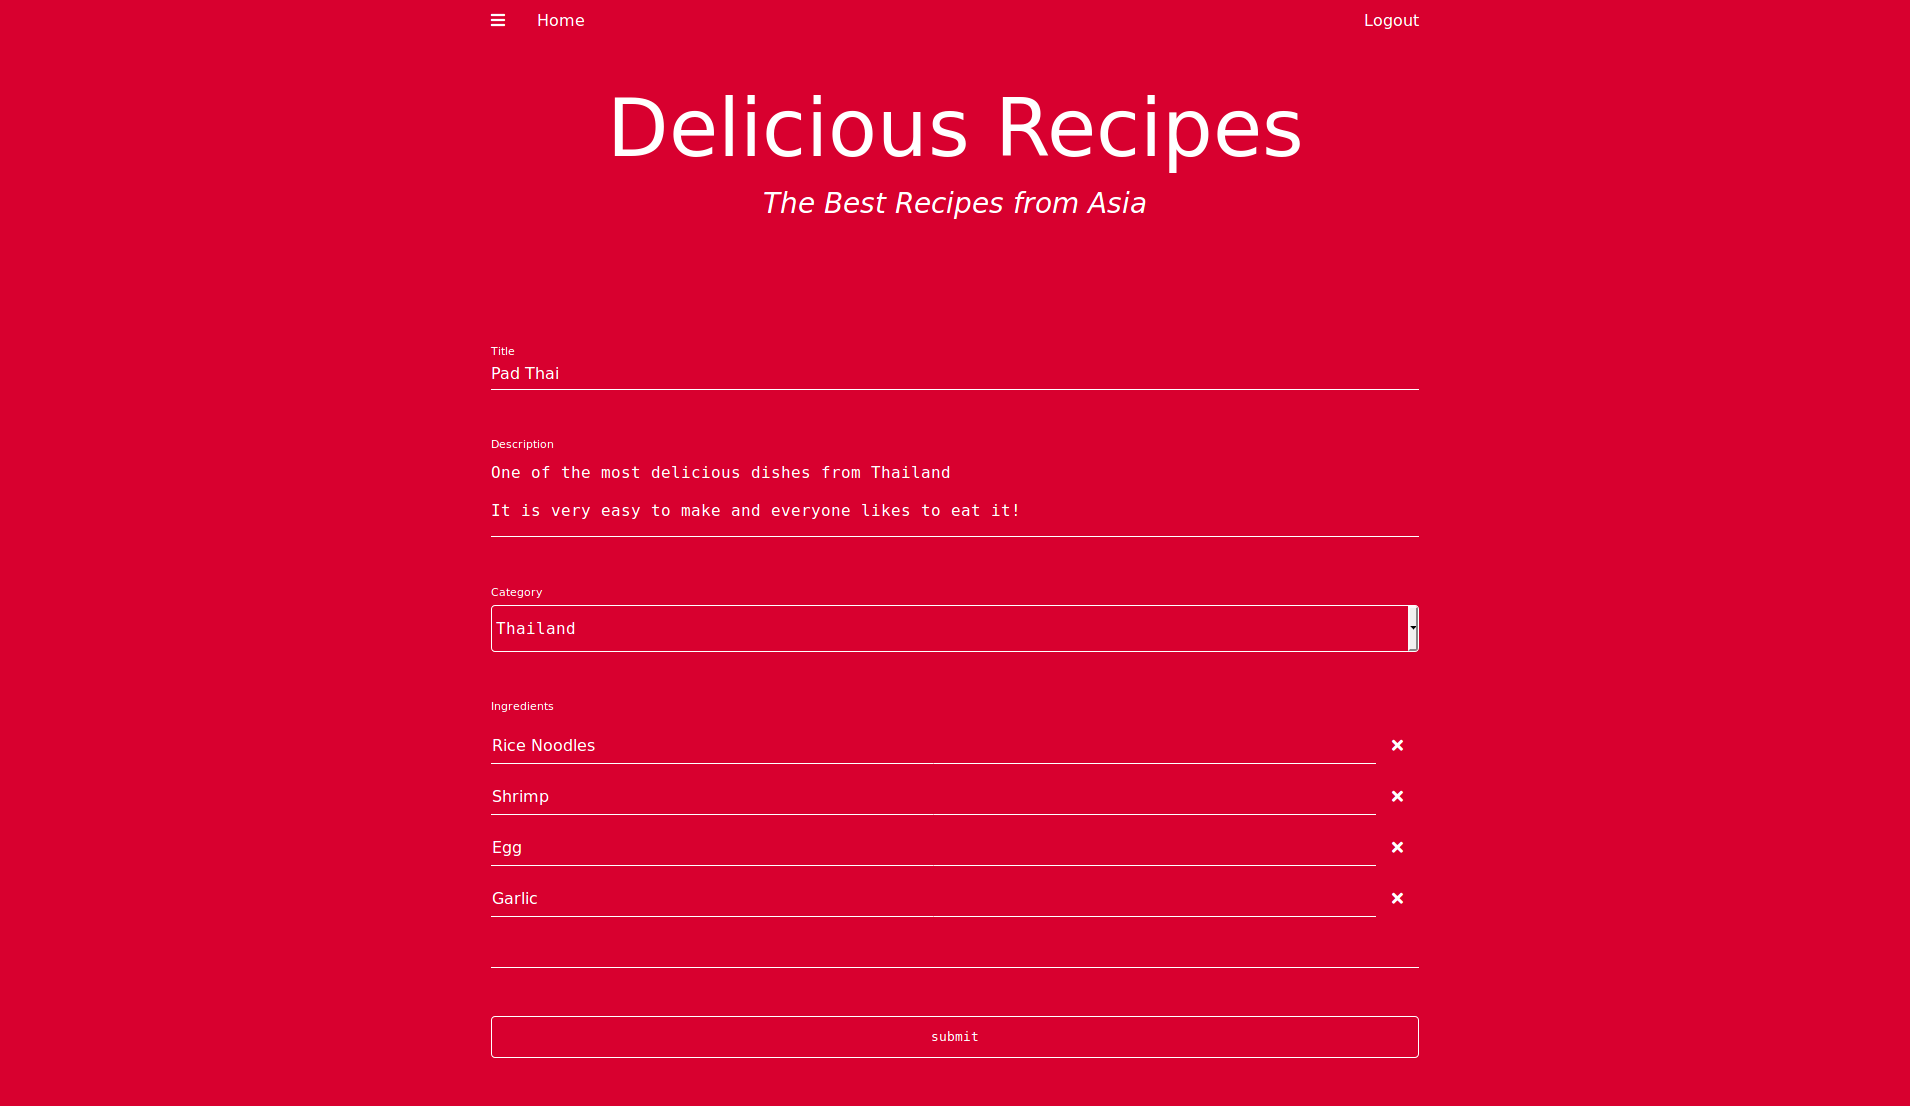 Home
Logout
Delicious Recipes
The Best Recipes from Asia
Title
Pad Thai
Description
One of the most delicious dishes from Thailand
It is very easy to make and everyone likes to eat it!
Category
Thailand
Ingredients
Rice Noodles
Shrimp
Egg
Garlic
submit